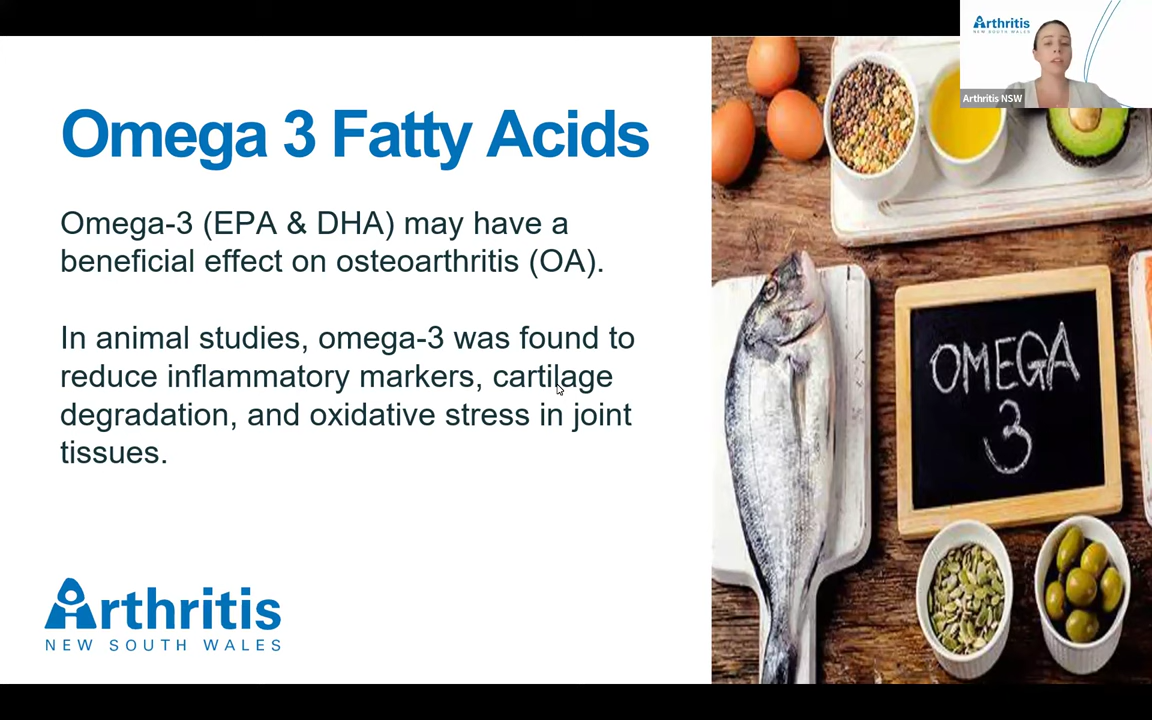 Omega 3 Fatty Acids
Omega-3 (EPA & DHA) may have a
beneficial effect on osteoarthritis (OA).
In animal studies, omega-3 was found to
reduce inflammatory markers, cartilage
degradation, and oxidative stress in joint
tissues.
Arthritis
NEW SOUTH WALES
OMEGA
3
Arthritis
NEW SOUTH WALES
Arthritis NSW